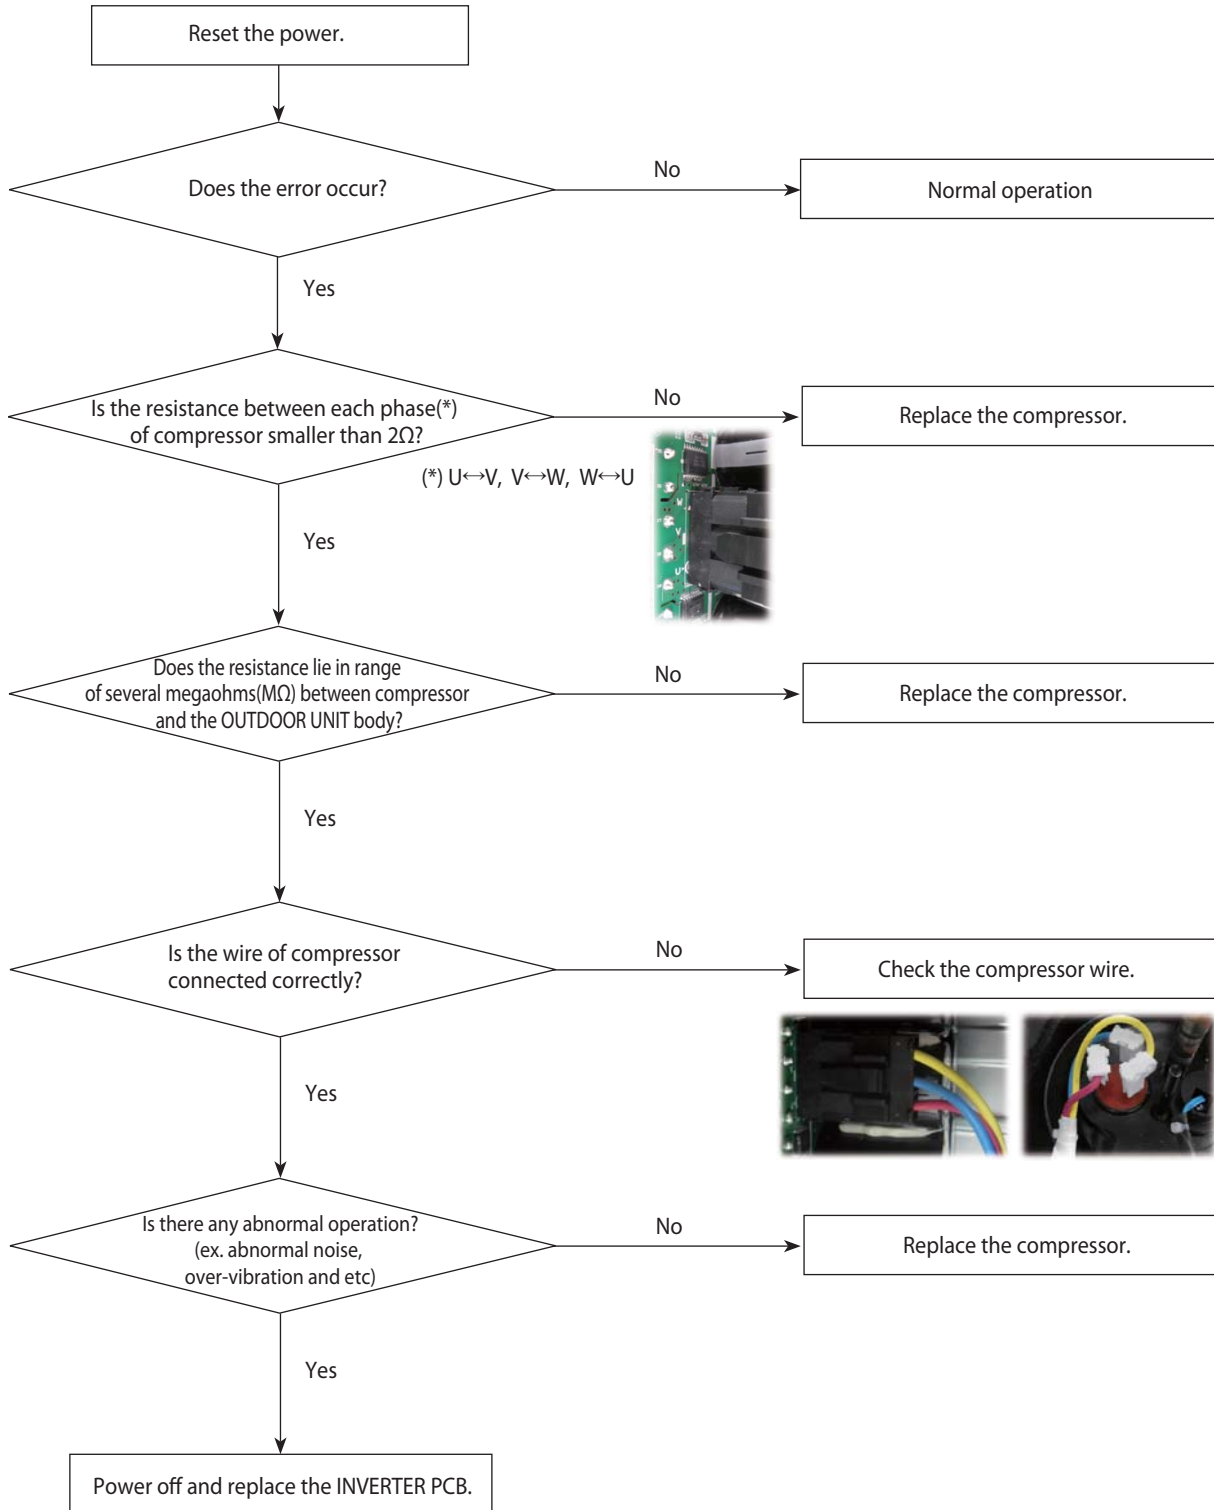 Reset the power.
Does the error occur?
No
Normal operation
Yes
Is the resistance between each phase(*)
of compressor smaller than 2Ω?
No
Replace the compressor.
(*) U↔V, V↔W, W↔U
W
V
U
Yes
Does the resistance lie in range
of several megaohms(MΩ) between compressor
and the OUTDOOR UNIT body?
No
Replace the compressor.
Yes
Is the wire of compressor
connected correctly?
No
Check the compressor wire.
Yes
Is there any abnormal operation?
(ex. abnormal noise,
over-vibration and etc)
No
Replace the compressor.
Yes
Power off and replace the INVERTER PCB.